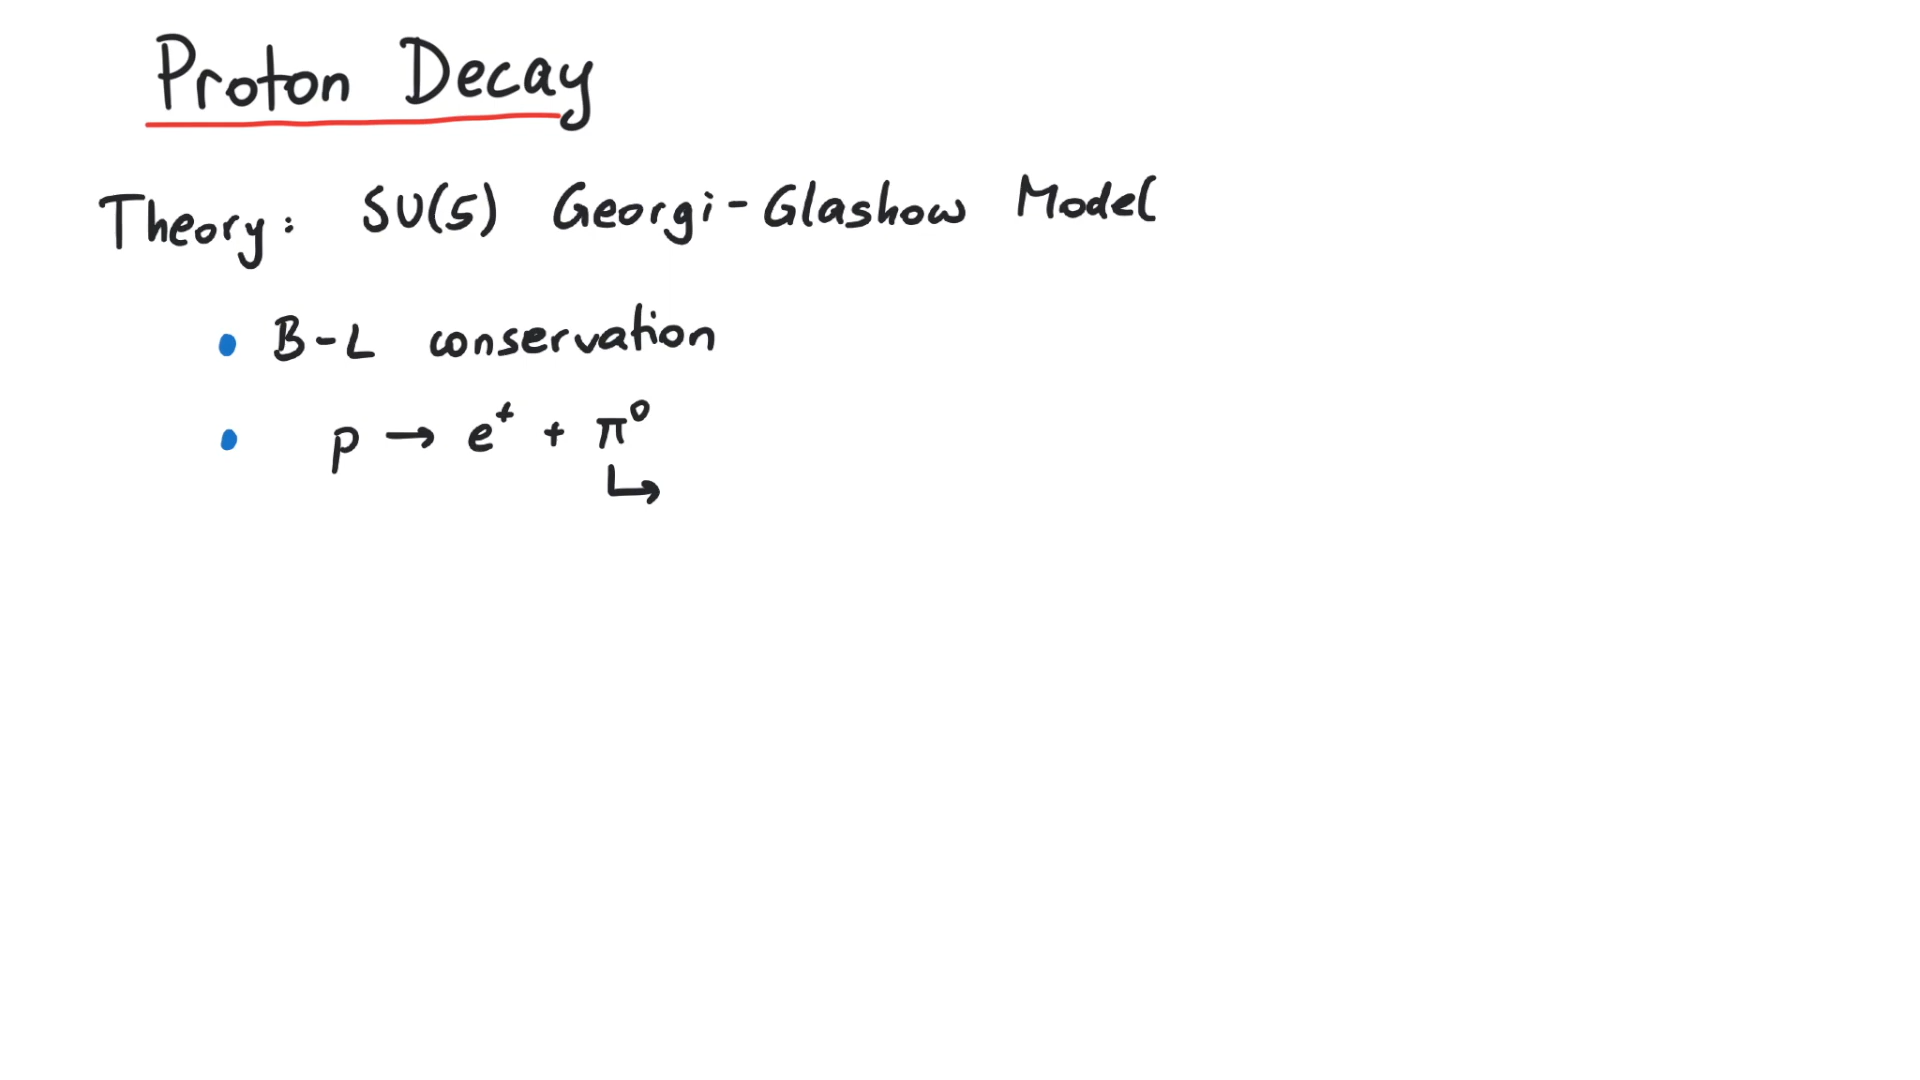 Proton Decay
Theory: SU(5) Georgi-Glashow Model
• B-L conservation
• p → e⁺ + π⁰
↳